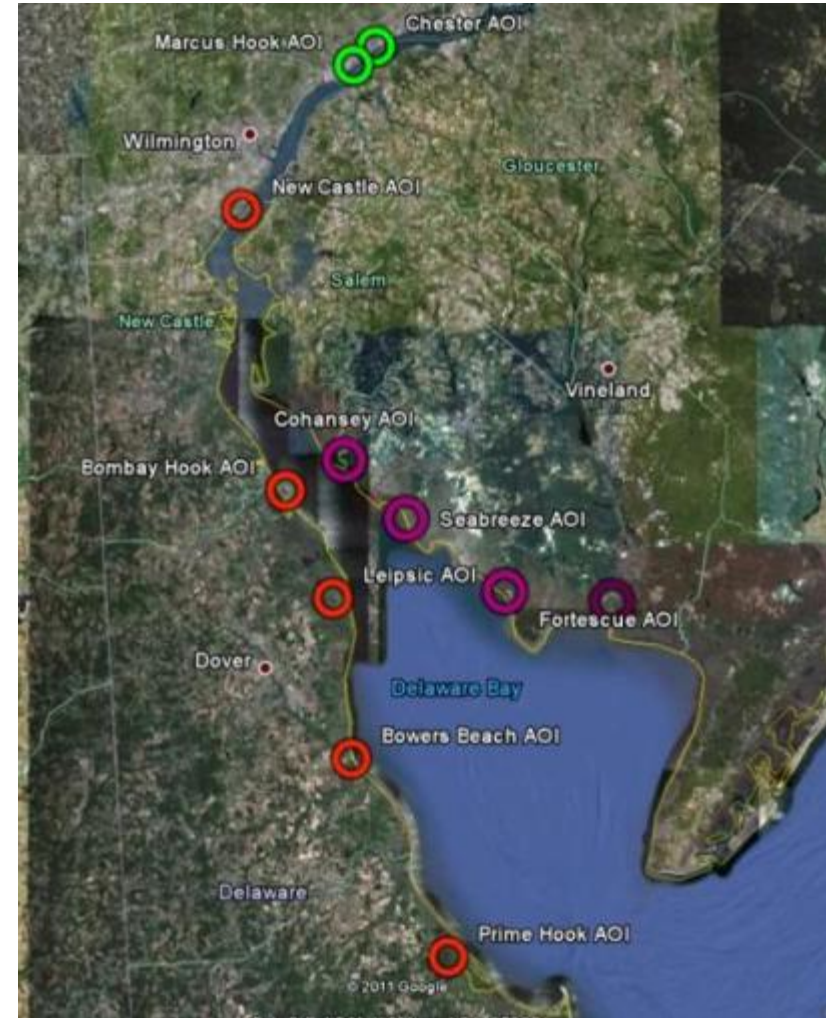 Chester AOI
Marcus Hook AOI
Wilmington
Gloucester
New Castle AOI
Salem
New Castle
Vineland
Cohansey AOI
Bombay Hook AOI
Seabreeze AOI
Leipsic AOI
Fortescue AOI
Dover
Delaware Bay
Bowers Beach AOI
Delaware
Prime Hook AOI
© 2011 Google